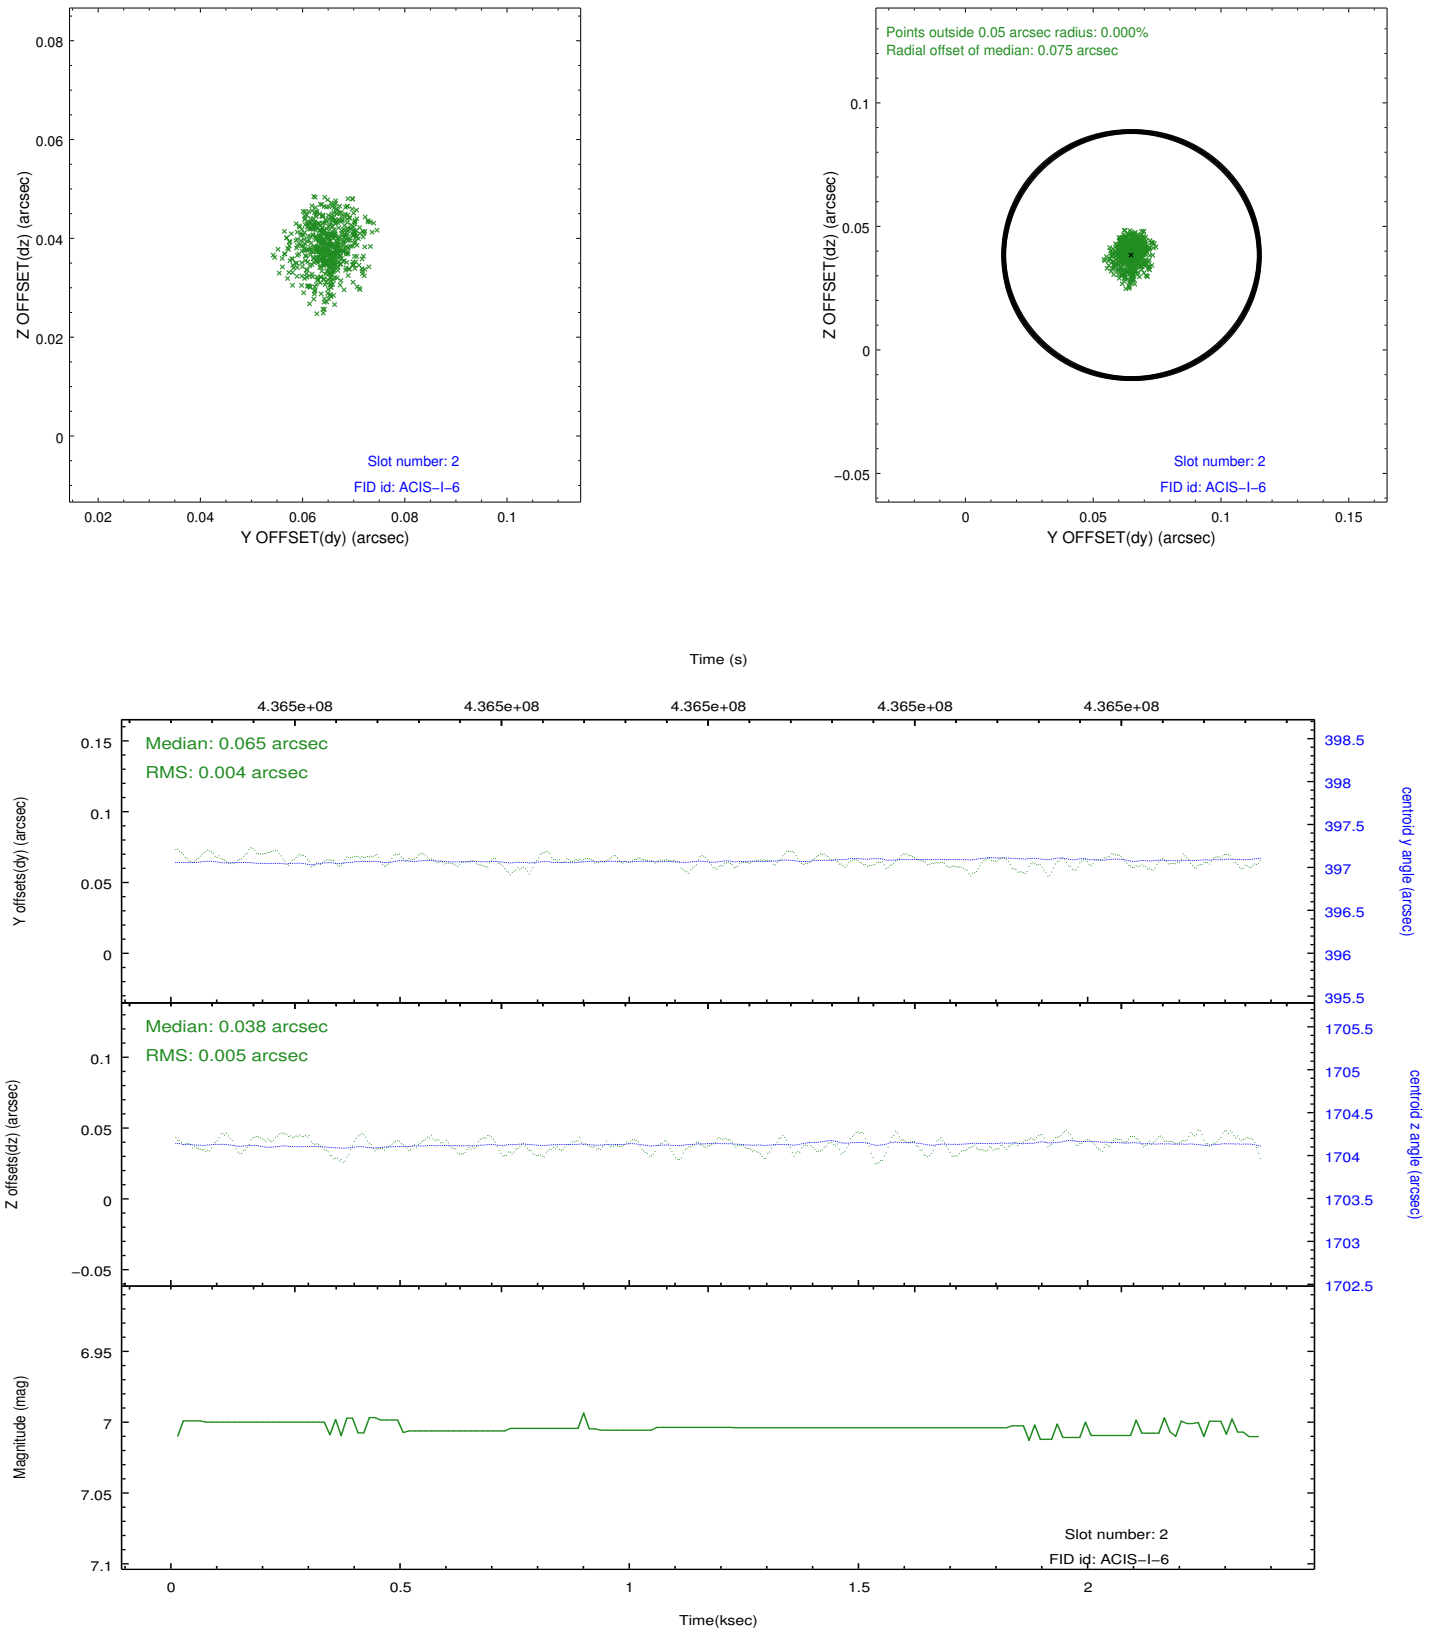 0.08
0.06
0.04
0.02
0
Z OFFSET(dz) (arcsec)
Slot number: 2
FID id: ACIS−I−6
0.02 0.04 0.06 0.08 0.1
Y OFFSET(dy) (arcsec)
Points outside 0.05 arcsec radius: 0.000%
Radial offset of median: 0.075 arcsec
0.1
0.05
0
−0.05
Z OFFSET(dz) (arcsec)
Slot number: 2
FID id: ACIS−I−6
0 0.05 0.1 0.15
Y OFFSET(dy) (arcsec)
Time (s)
4.365e+08 4.365e+08 4.365e+08 4.365e+08 4.365e+08
Median: 0.065 arcsec
RMS: 0.004 arcsec
0.15
0.1
0.05
0
Y offsets(dy) (arcsec)
398.5
398
397.5
397
396.5
396
395.5
centroid y angle (arcsec)
Median: 0.038 arcsec
RMS: 0.005 arcsec
0.1
0.05
0
−0.05
Z offsets(dz) (arcsec)
1705.5
1705
1704.5
1704
1703.5
1703
1702.5
centroid z angle (arcsec)
6.95
7
7.05
7.1
Magnitude (mag)
Slot number: 2
FID id: ACIS−I−6
0 0.5 1 1.5 2
Time(ksec)